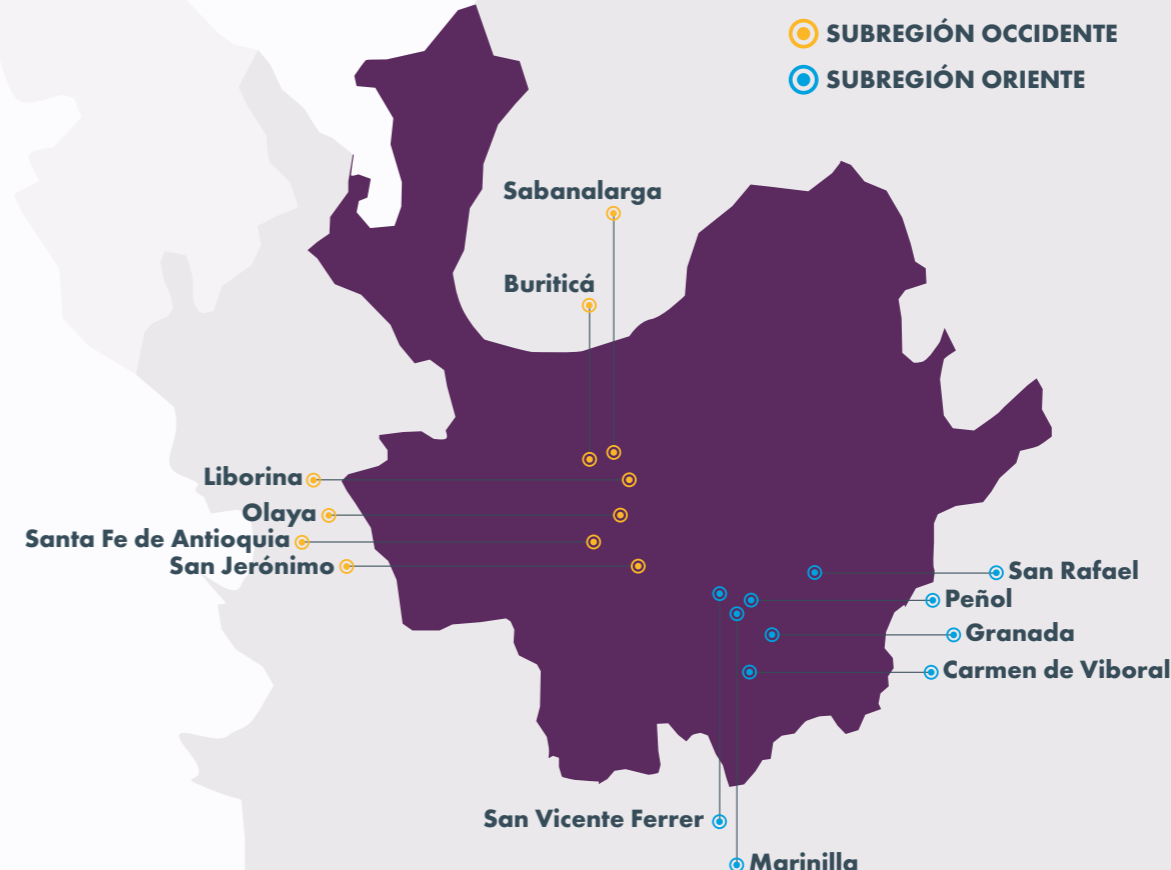 SUBREGIÓN OCCIDENTE
SUBREGIÓN ORIENTE
Sabanalarga
Buriticá
Liborina
Olaya
Santa Fe de Antioquia
San Jerónimo
San Rafael
Peñol
Granada
Carmen de Viboral
San Vicente Ferrer
Marinilla